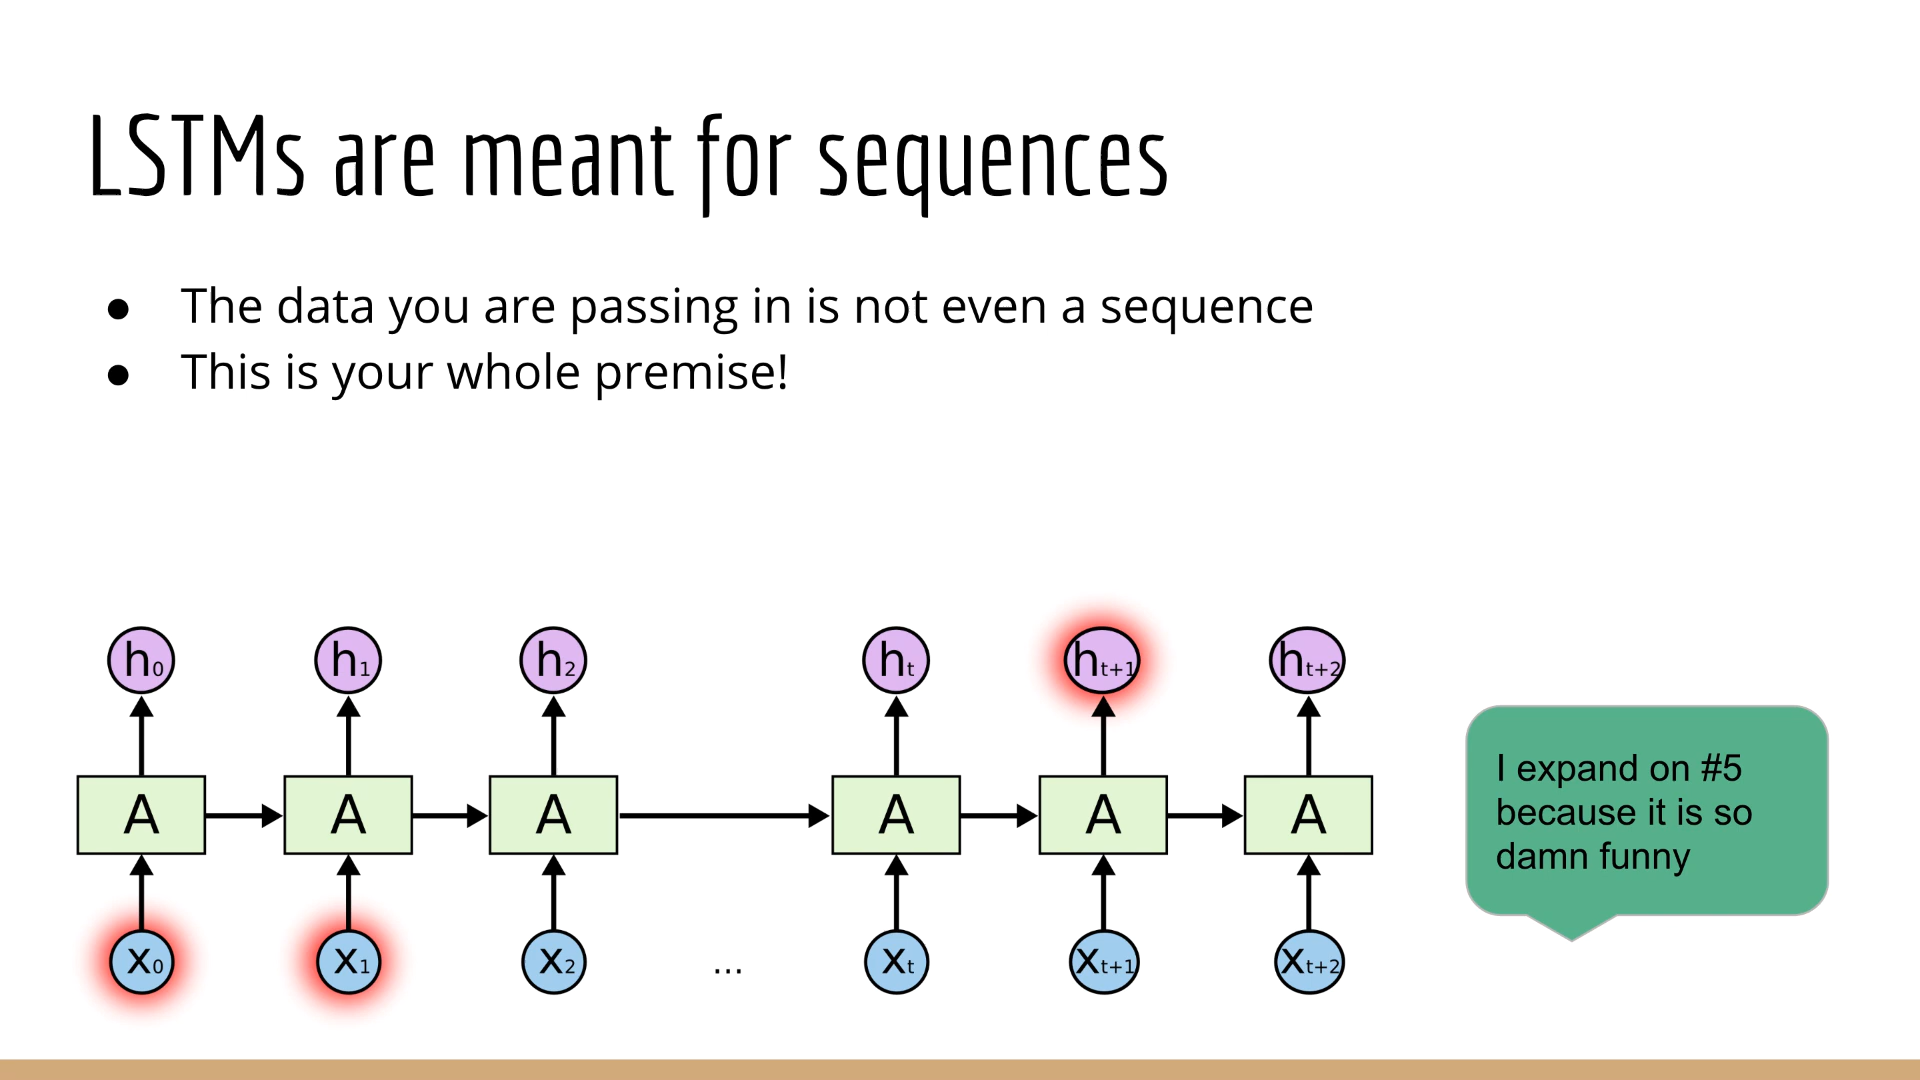 LSTMs are meant for sequences
● The data you are passing in is not even a sequence
● This is your whole premise!
h0 h1 h2 ht ht+1 ht+2
A A A A A A
x0 x1 x2 ... xt xt+1 xt+2
I expand on #5
because it is so
damn funny